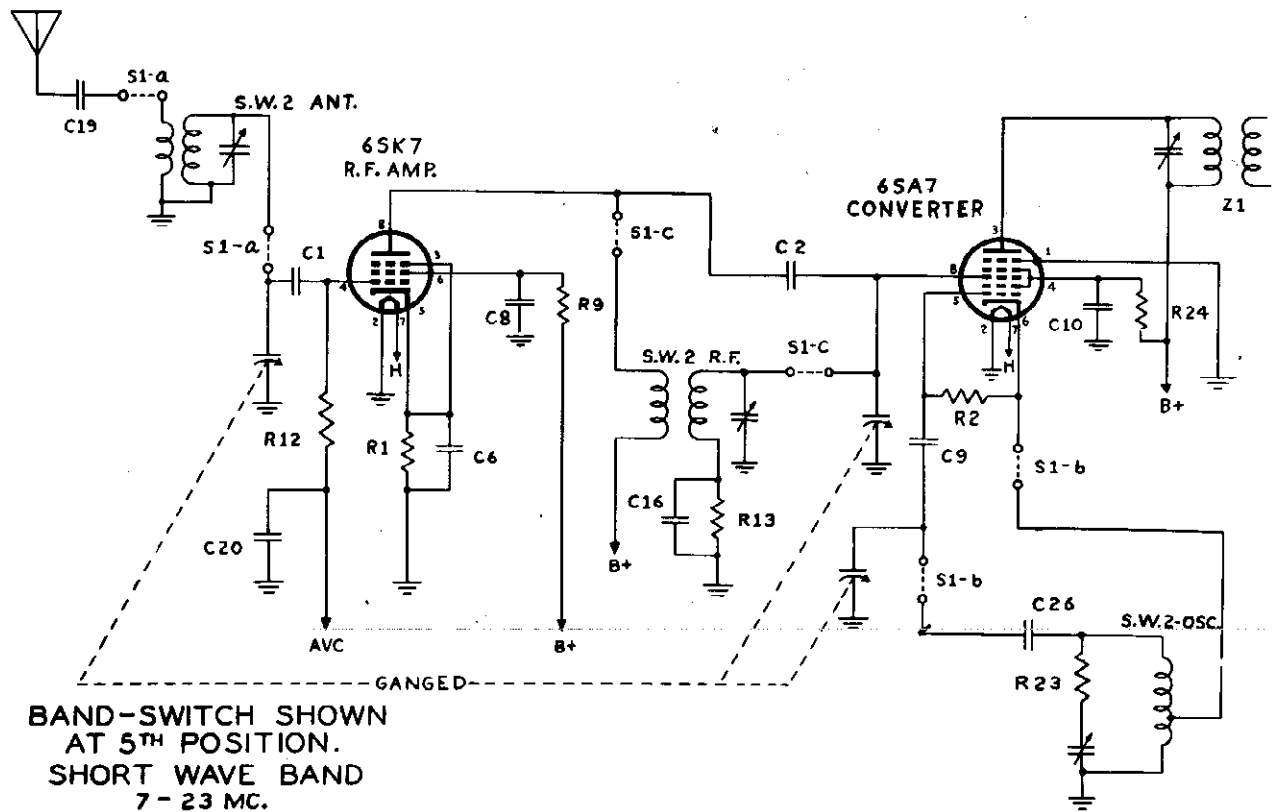 S1-a
C19
S.W.2 ANT.
6SK7
R.F. AMP.
6SA7
CONVERTER
Z1
S1-a
C1
8
3
6
4
2
7
5
H
S1-C
C2
C8
R9
3
1
8
5
4
2
7
6
H
C10
R24
B+
S.W.2 R.F.
S1-C
R2
C9
S1-b
R12
R1
C6
C16
R13
C20
B+
S1-b
C26
S.W.2-OSC.
R23
AVC
B+
GANGED
BAND-SWITCH SHOWN
AT 5TH POSITION.
SHORT WAVE BAND
7-23 MC.